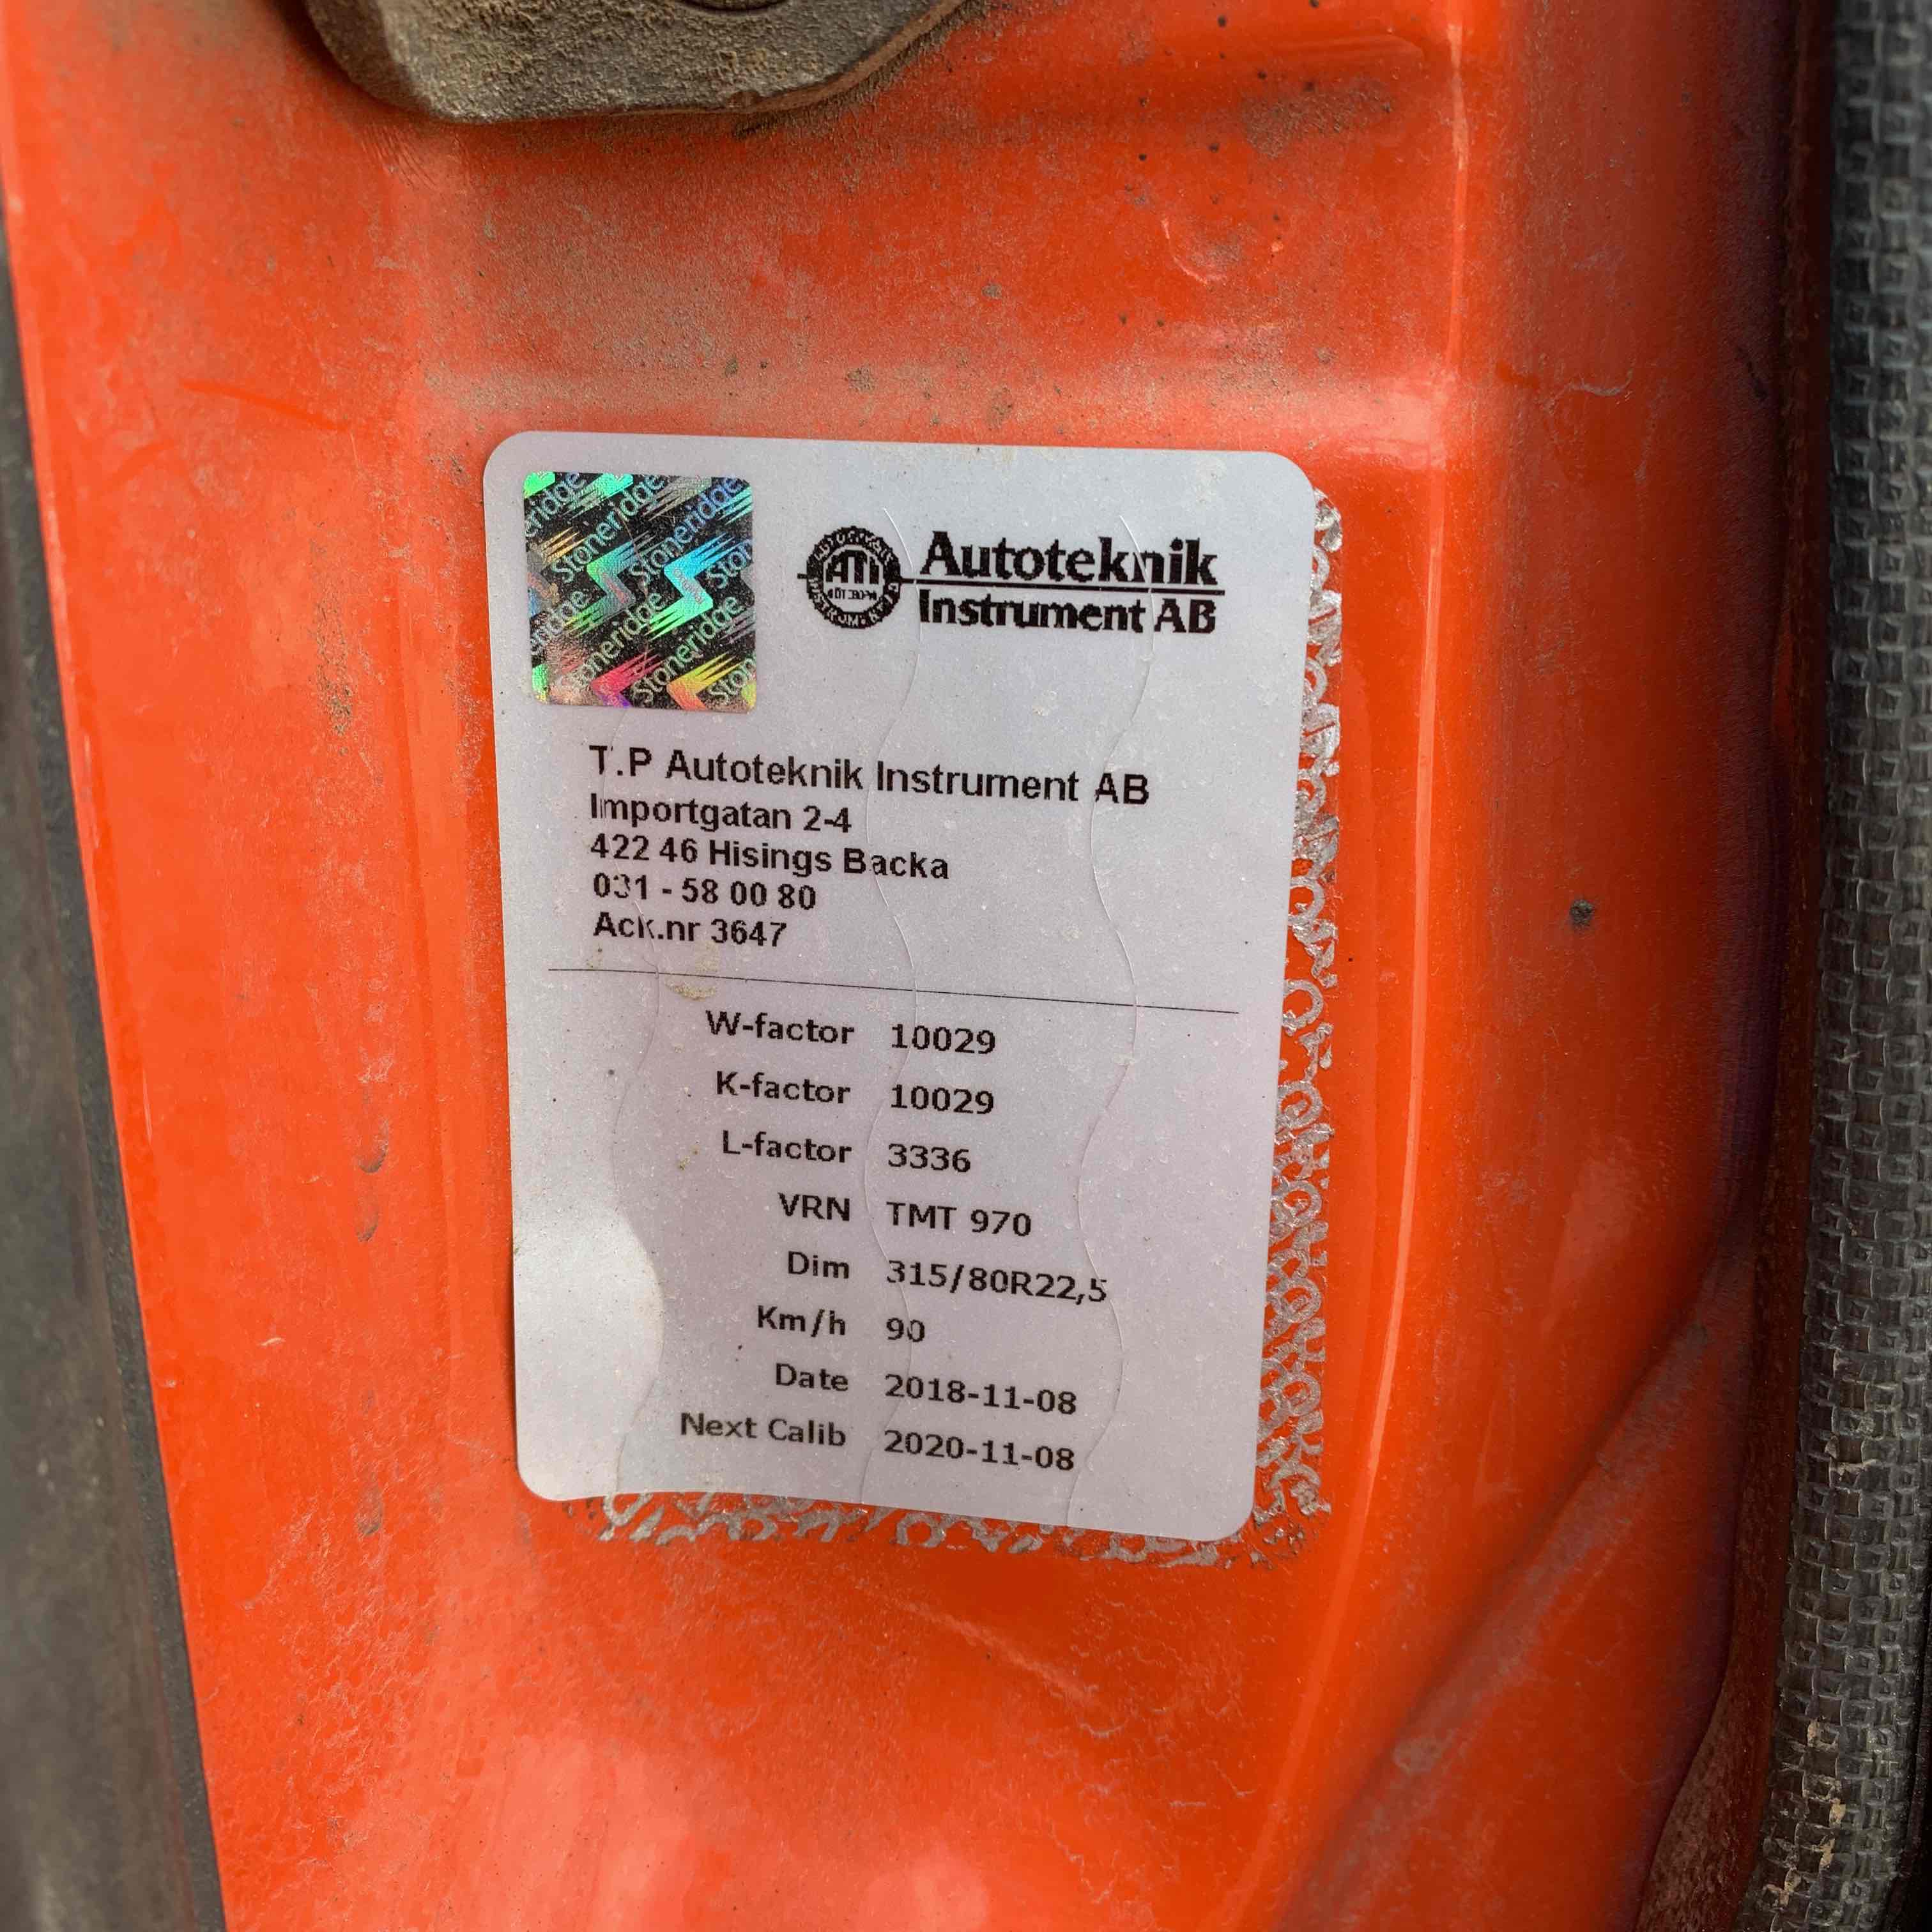 Stoneridge
ATI
Autoteknik
Instrument AB
T.P Autoteknik Instrument AB
Importgatan 2-4
422 46 Hisings Backa
031 - 58 00 80
Ack.nr 3647
W-factor 10029
K-factor 10029
L-factor 3336
VRN TMT 970
Dim 315/80R22,5
Km/h 90
Date 2018-11-08
Next Calib 2020-11-08